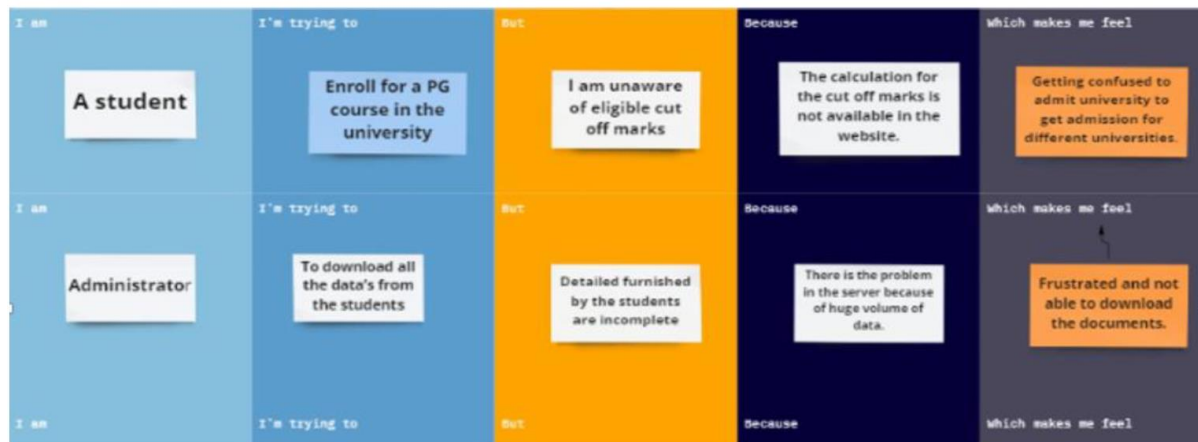 I am
I'm trying to
But
Because
Which makes me feel
A student
Enroll for a PG
course in the
university
I am unaware
of eligible cut
off marks
The calculation for
the cut off marks is
not available in the
website.
Getting confused to
admit university to
get admission for
different universities.
I am
I'm trying to
But
Because
Which makes me feel
Administrator
To download all
the data's from
the students
Detailed furnished
by the students
are incomplete
There is the problem
in the server because
of huge volume of
data.
Frustrated and not
able to download
the documents.
I am
I'm trying to
But
Because
Which makes me feel